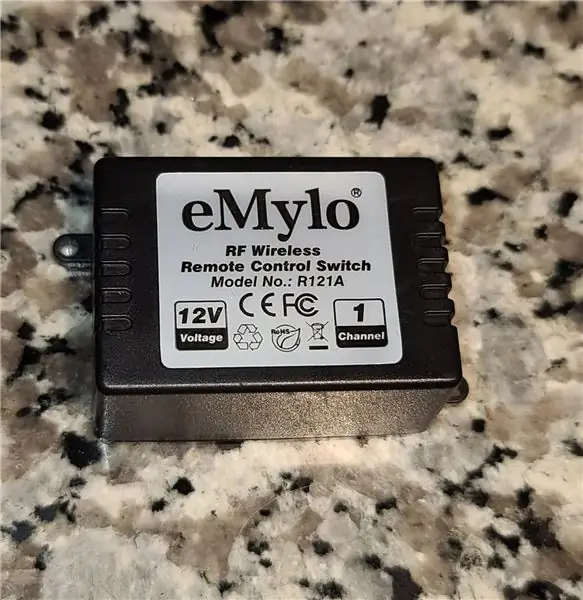 eMylo®
RF Wireless
Remote Control Switch
Model No.: R121A
12V
Voltage
CE FC
RoHS
1
Channel